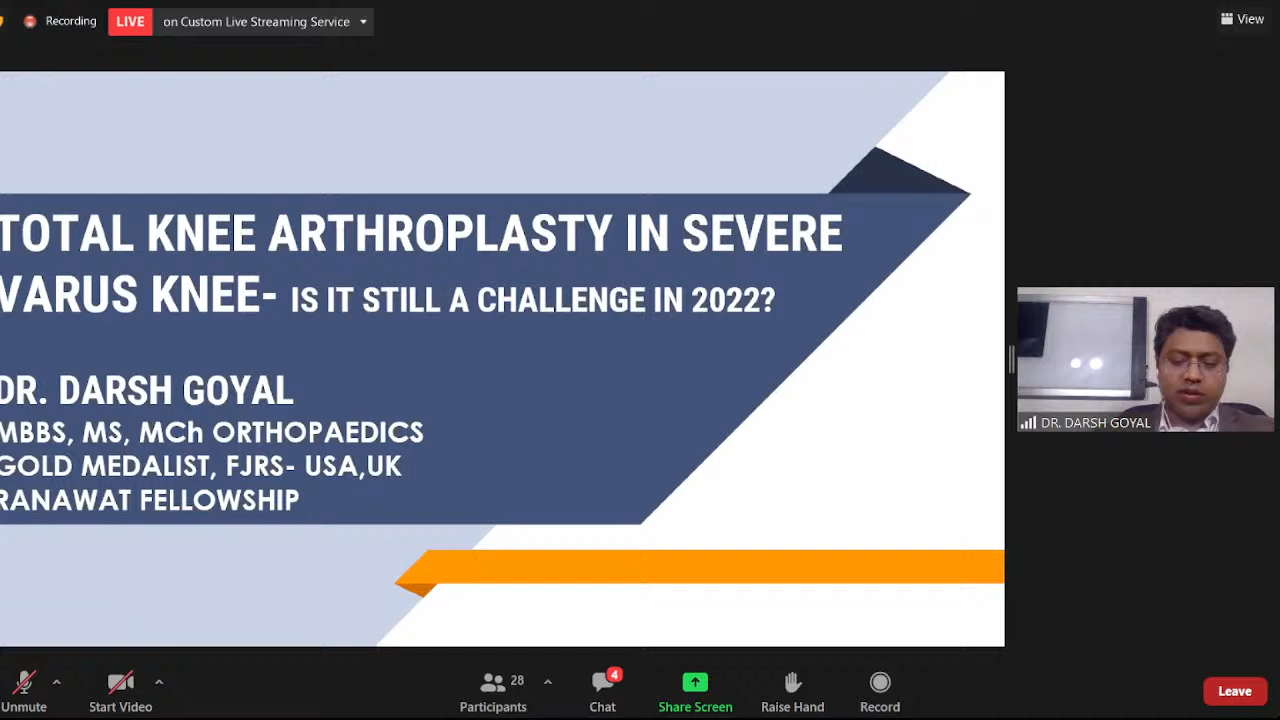 Recording
LIVE on Custom Live Streaming Service
View
TOTAL KNEE ARTHROPLASTY IN SEVERE
VARUS KNEE- IS IT STILL A CHALLENGE IN 2022?
DR. DARSH GOYAL
MBBS, MS, MCh ORTHOPAEDICS
GOLD MEDALIST, FJRS- USA,UK
RANAWAT FELLOWSHIP
DR. DARSH GOYAL
Unmute
Start Video
28
Participants
4
Chat
Share Screen
Raise Hand
Record
Leave